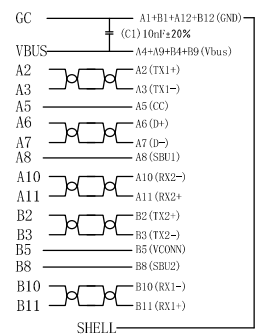 GC A1+B1+A12+B12(GND)
(C1)10nF±20%
VBUS A4+A9+B4+B9(Vbus)
A2 A2(TX1+)
A3 A3(TX1-)
A5 A5(CC)
A6 A6(D+)
A7 A7(D-)
A8 A8(SBU1)
A10 A10(RX2-)
A11 A11(RX2+
B2 B2(TX2+)
B3 B3(TX2-)
B5 B5(VCONN)
B8 B8(SBU2)
B10 B10(RX1-)
B11 B11(RX1+)
SHELL